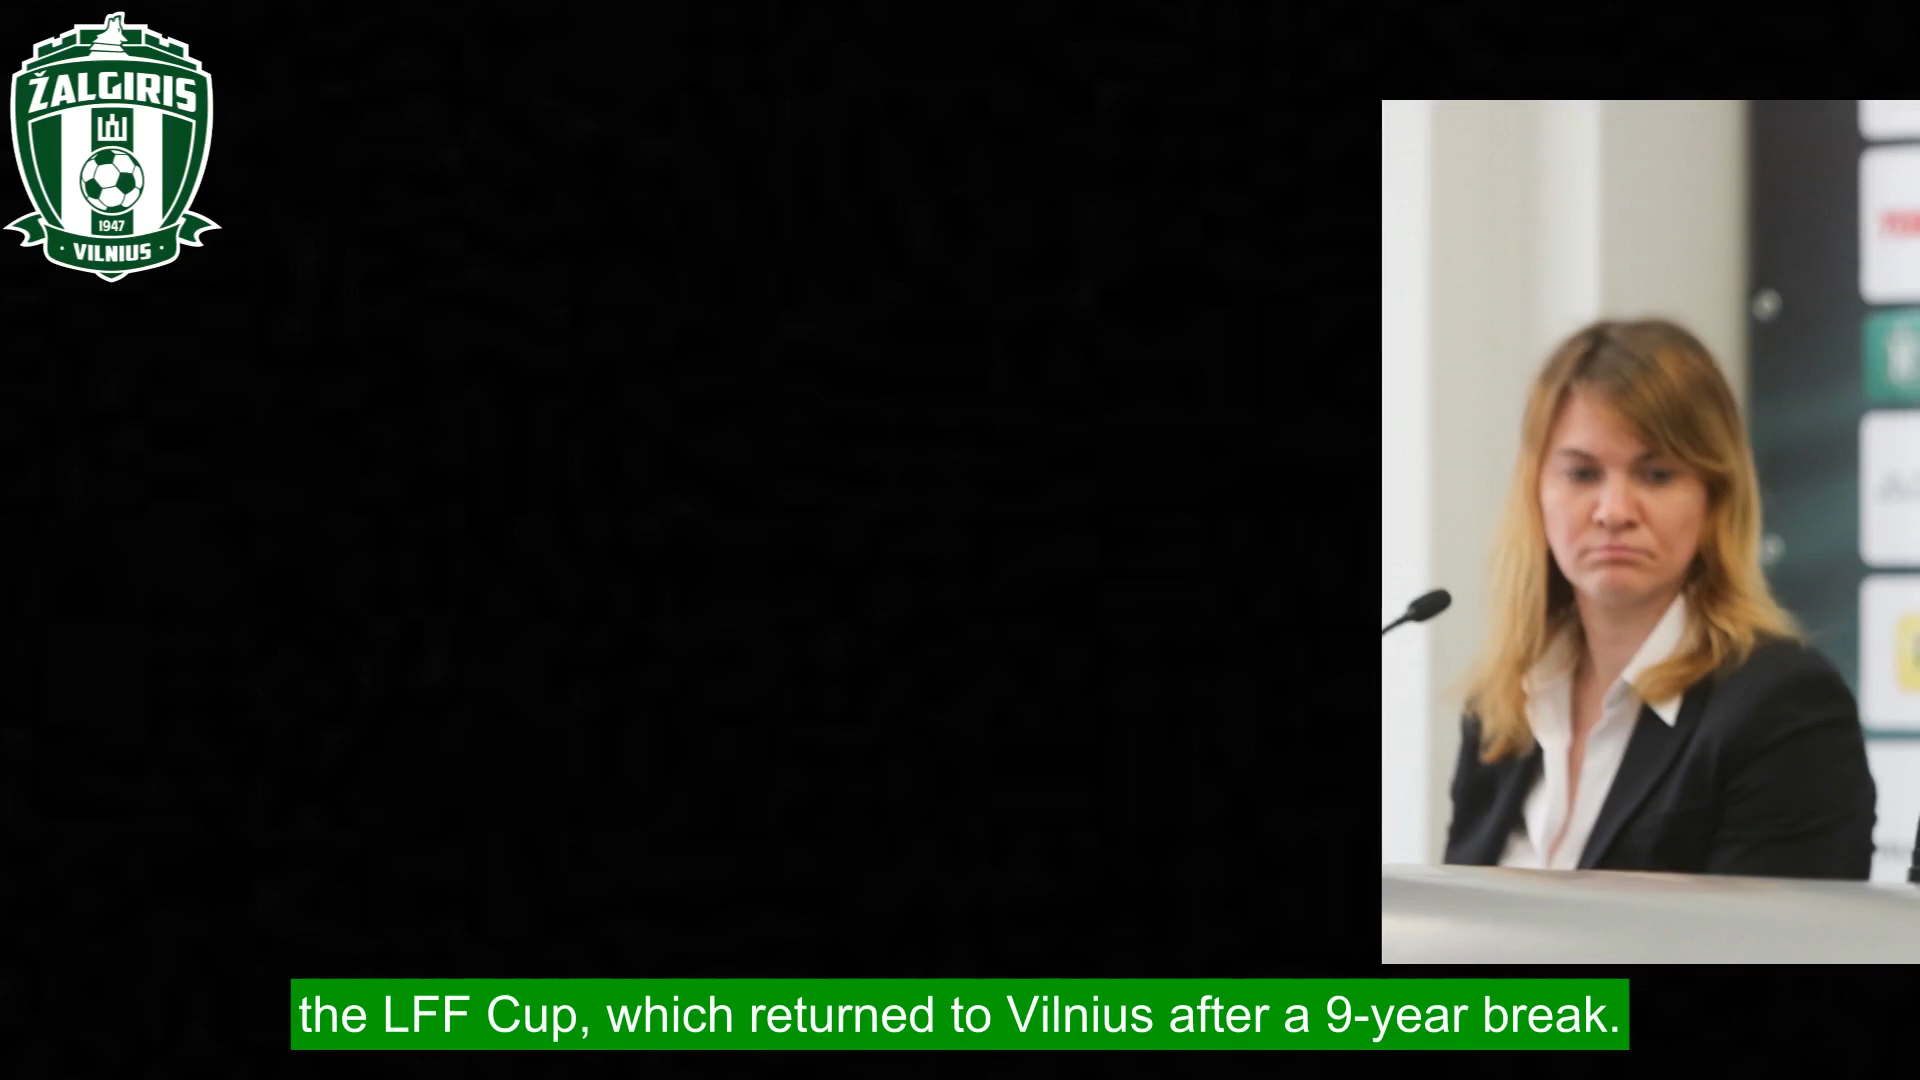 ŽALGIRIS
1947
· VILNIUS ·
the LFF Cup, which returned to Vilnius after a 9-year break.